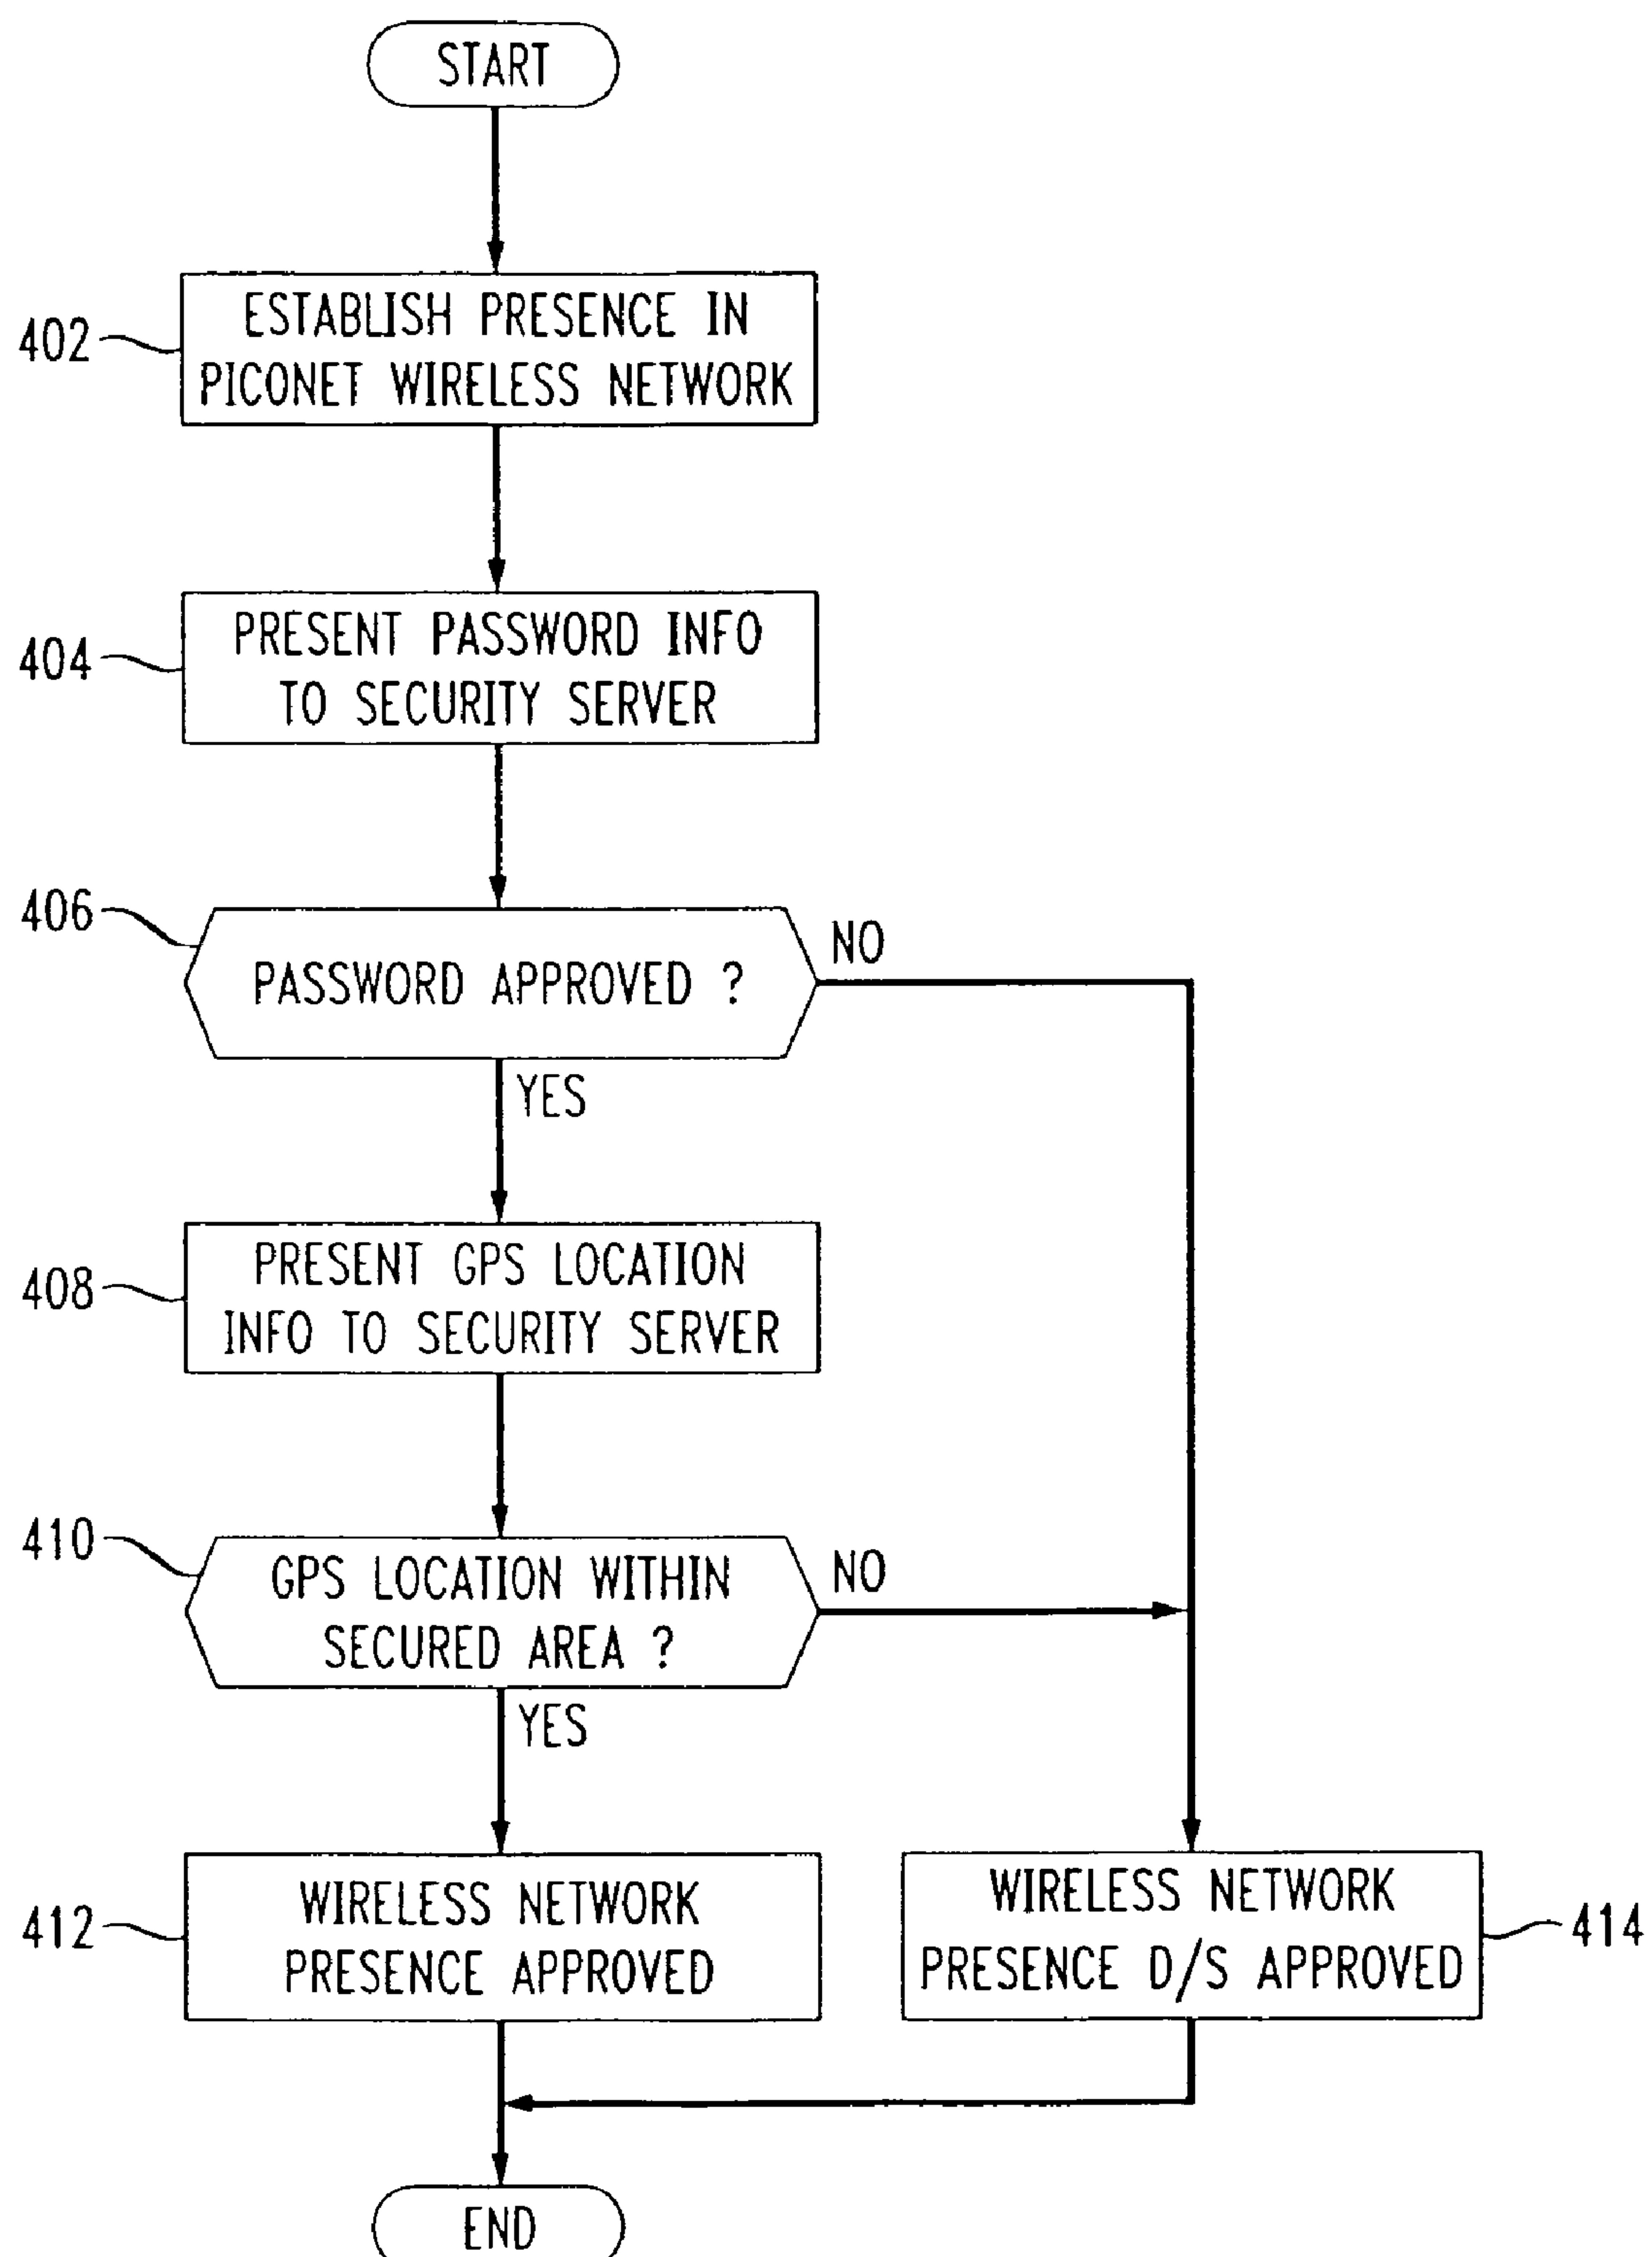 START
402
ESTABLISH PRESENCE IN
PICONET WIRELESS NETWORK
404
PRESENT PASSWORD INFO
TO SECURITY SERVER
406
PASSWORD APPROVED ?
NO
YES
408
PRESENT GPS LOCATION
INFO TO SECURITY SERVER
410
GPS LOCATION WITHIN
SECURED AREA ?
NO
YES
412
WIRELESS NETWORK
PRESENCE APPROVED
WIRELESS NETWORK
PRESENCE D/S APPROVED
414
END